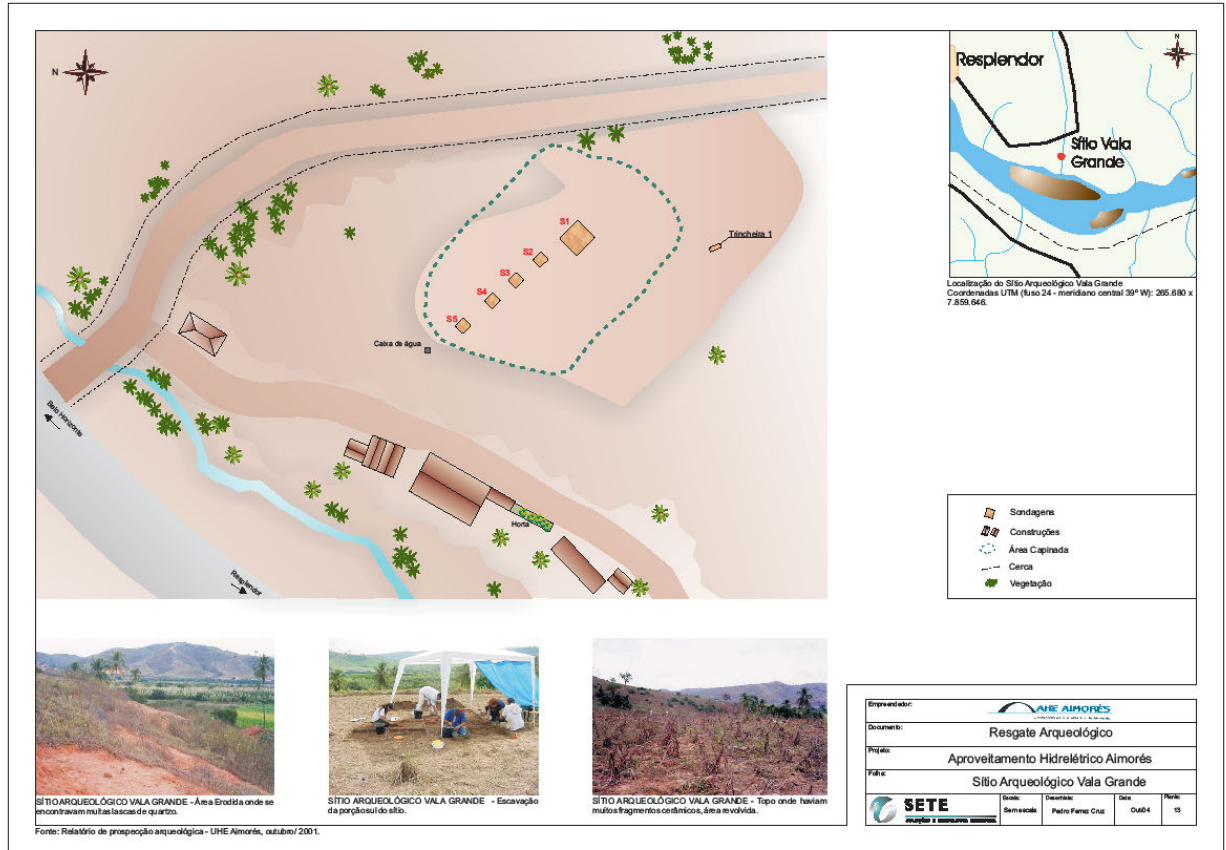 N
S1
S2
S3
S4
S5
Trincheira 1
Caixa de água
Belo Horizonte
Resplendor
Horta
Resplendor
Sítio Vala
Grande
Localização do Sítio Arqueológico Vala Grande
Coordenadas UTM (fuso 24 - meridiano central 39º W): 265.680 x
7.859.646.
Sondagens
Construções
Área Capinada
Cerca
Vegetação
SÍTIO ARQUEOLÓGICO VALA GRANDE - Área Erodida onde se
encontravam muitas lascas de quartzo.
SÍTIO ARQUEOLÓGICO VALA GRANDE - Escavação
da porção sul do sítio.
SÍTIO ARQUEOLÓGICO VALA GRANDE - Topo onde haviam
muitos fragmentos cerâmicos, área revolvida.
Fonte: Relatório de prospecção arqueológica - UHE Aimorés, outubro/ 2001.
Empreendedor:
AHE AIMORÉS
Documento:
Resgate Arqueológico
Projeto:
Aproveitamento Hidrelétrico Aimorés
Folha:
Sítio Arqueológico Vala Grande
SETE
Escala:
Sem escala
Desenhista:
Pedro Ferraz Cruz
Data:
Out/04
Planta:
13